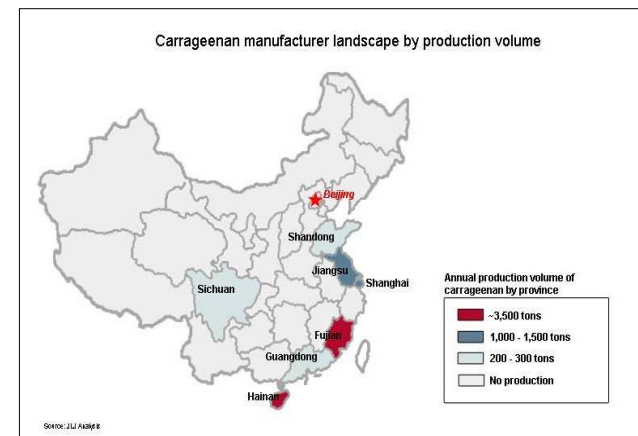 Carrageenan manufacturer landscape by production volume
Beijing
Shandong
Jiangsu
Shanghai
Sichuan
Fujian
Guangdong
Hainan
Annual production volume of
carrageenan by province
~3,500 tons
1,000 - 1,500 tons
200 - 300 tons
No production
Source: JLJ Analysis